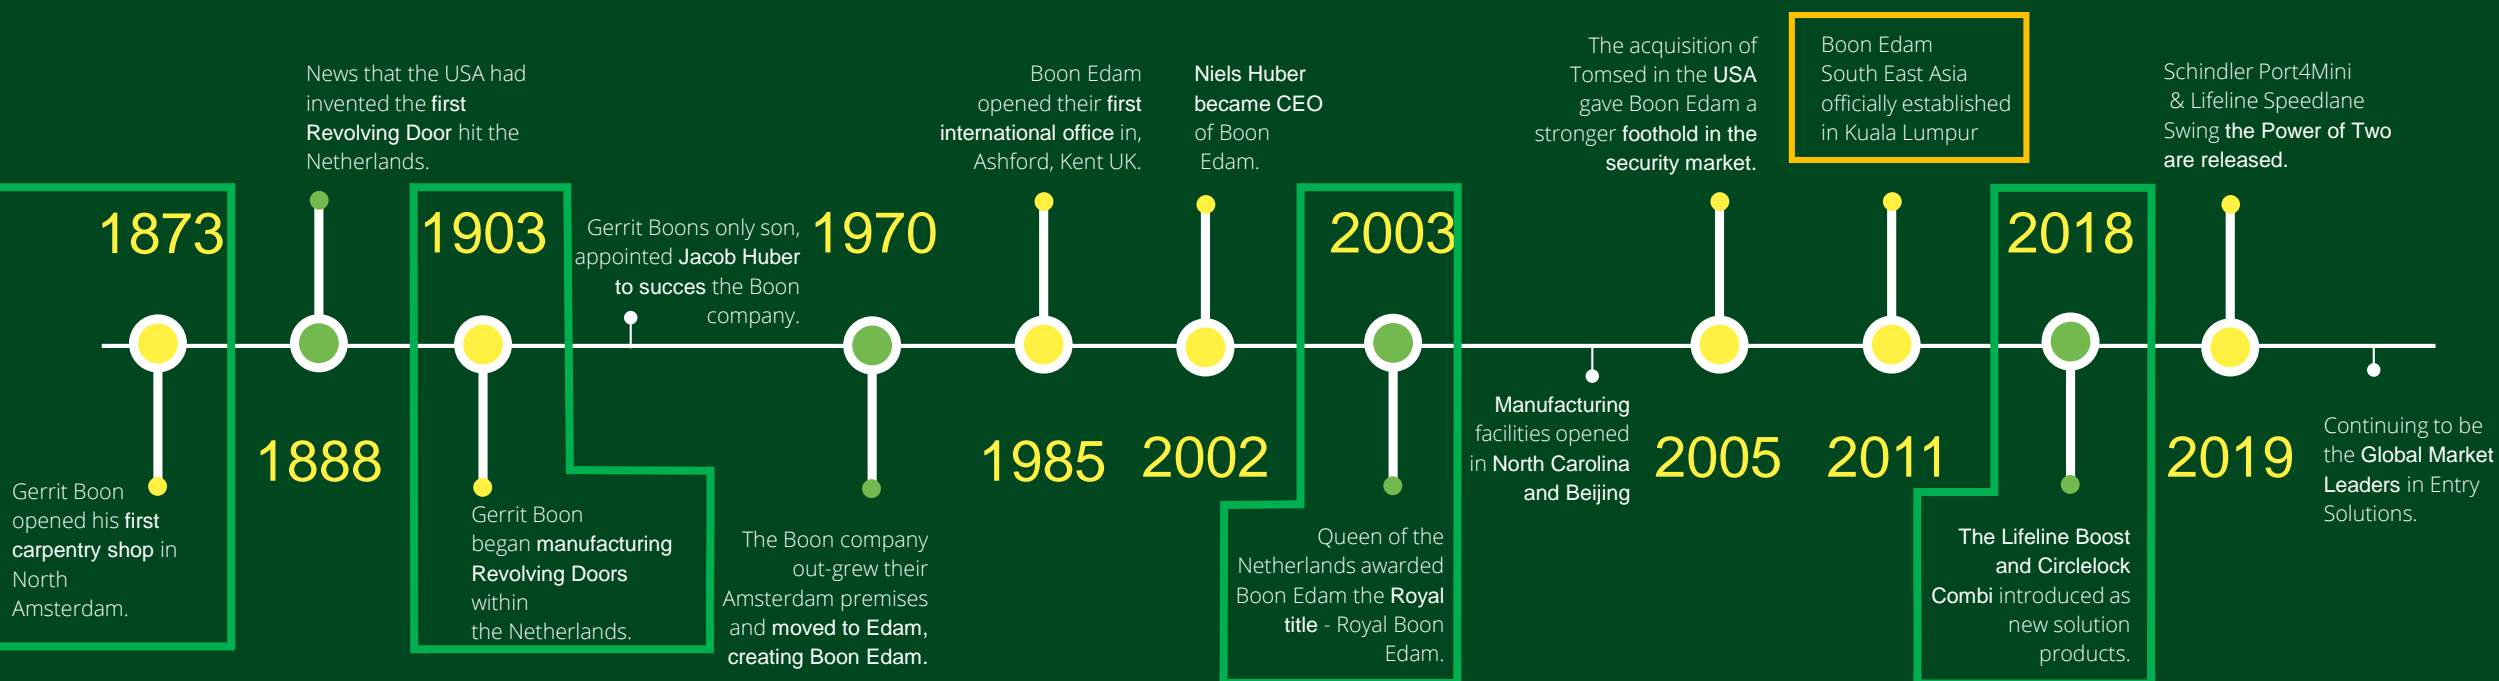 1873
Gerrit Boon
opened his first
carpentry shop in
North
Amsterdam.
News that the USA had
invented the first
Revolving Door hit the
Netherlands.
1888
1903
Gerrit Boon
began manufacturing
Revolving Doors
within
the Netherlands.
Gerrit Boons only son,
appointed Jacob Huber
to succes the Boon
company.
1970
The Boon company
out-grew their
Amsterdam premises
and moved to Edam,
creating Boon Edam.
Boon Edam
opened their first
international office in,
Ashford, Kent UK.
1985
Niels Huber
became CEO
of Boon
Edam.
2002
2003
Queen of the
Netherlands awarded
Boon Edam the Royal
title - Royal Boon
Edam.
Manufacturing
facilities opened
in North Carolina
and Beijing
The acquisition of
Tomsed in the USA
gave Boon Edam a
stronger foothold in the
security market.
2005
Boon Edam
South East Asia
officially established
in Kuala Lumpur
2011
2018
The Lifeline Boost
and Circlelock
Combi introduced as
new solution
products.
Schindler Port4Mini
& Lifeline Speedlane
Swing the Power of Two
are released.
2019
Continuing to be
the Global Market
Leaders in Entry
Solutions.